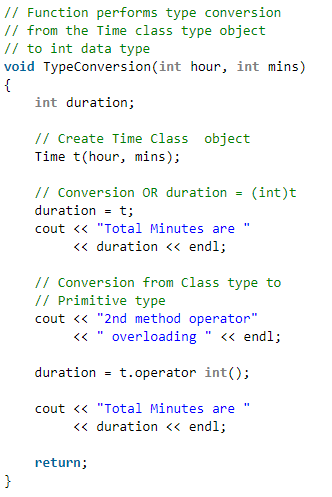 // Function performs type conversion
// from the Time class type object
// to int data type
void TypeConversion(int hour, int mins)
{
    int duration;

    // Create Time Class  object
    Time t(hour, mins);

    // Conversion OR duration = (int)t
    duration = t;
    cout << "Total Minutes are "
         << duration << endl;

    // Conversion from Class type to
    // Primitive type
    cout << "2nd method operator"
         << " overloading " << endl;

    duration = t.operator int();

    cout << "Total Minutes are "
         << duration << endl;

    return;
}